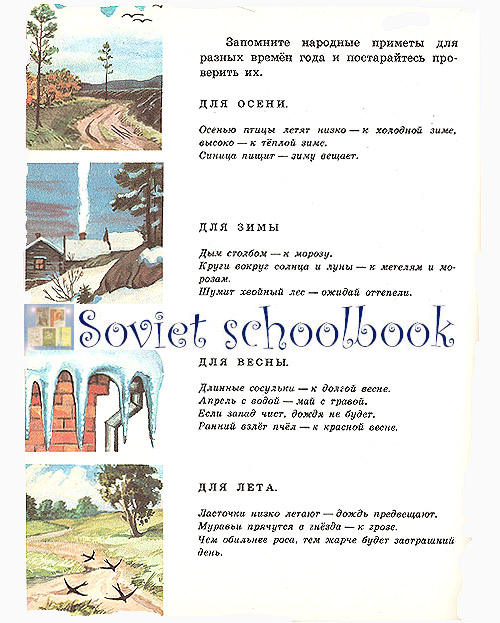 Запомните народные приметы для
разных времён года и постарайтесь про-
верить их.
ДЛЯ ОСЕНИ.
Осенью птицы летят низко — к холодной зиме,
высоко — к тёплой зиме.
Синица пищит — зиму вещает.
ДЛЯ ЗИМЫ
Дым столбом — к морозу.
Круги вокруг солнца и луны — к метелям и мо-
розам.
Шумит хвойный лес — ожидай оттепели.
Soviet schoolbook
ДЛЯ ВЕСНЫ.
Длинные сосульки — к долгой весне.
Апрель с водой — май с травой.
Если запад чист, дождя не будет.
Ранний взлёт пчёл — к красной весне.
ДЛЯ ЛЕТА.
Ласточки низко летают — дождь предвещают.
Муравьи прячутся в гнёзда — к грозе.
Чем обильнее роса, тем жарче будет завтрашний
день.